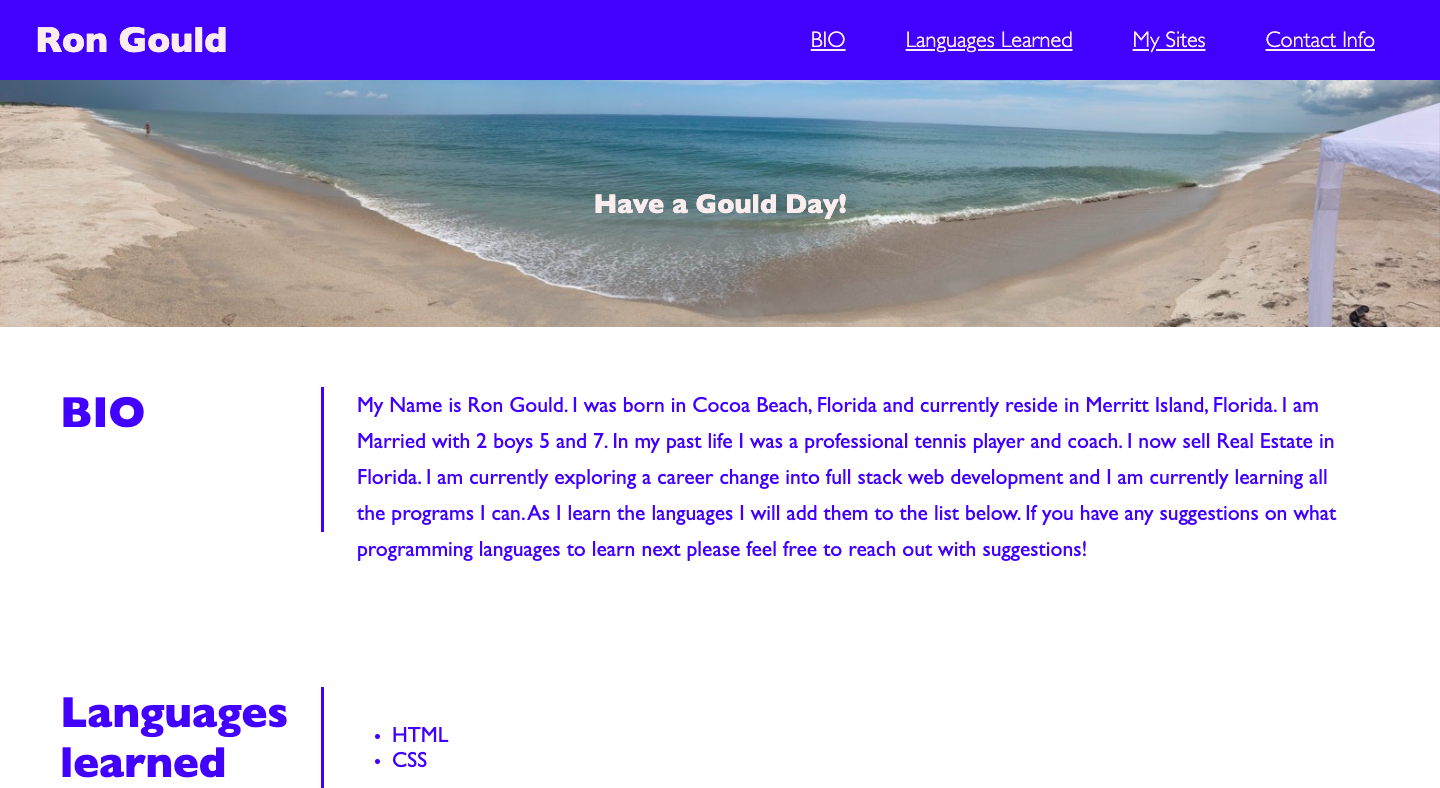 Ron Gould
BIO Languages Learned My Sites Contact Info
Have a Gould Day!
BIO
My Name is Ron Gould. I was born in Cocoa Beach, Florida and currently reside in Merritt Island, Florida. I am
Married with 2 boys 5 and 7. In my past life I was a professional tennis player and coach. I now sell Real Estate in
Florida. I am currently exploring a career change into full stack web development and I am currently learning all
the programs I can. As I learn the languages I will add them to the list below. If you have any suggestions on what
programming languages to learn next please feel free to reach out with suggestions!
Languages
learned
• HTML
• CSS